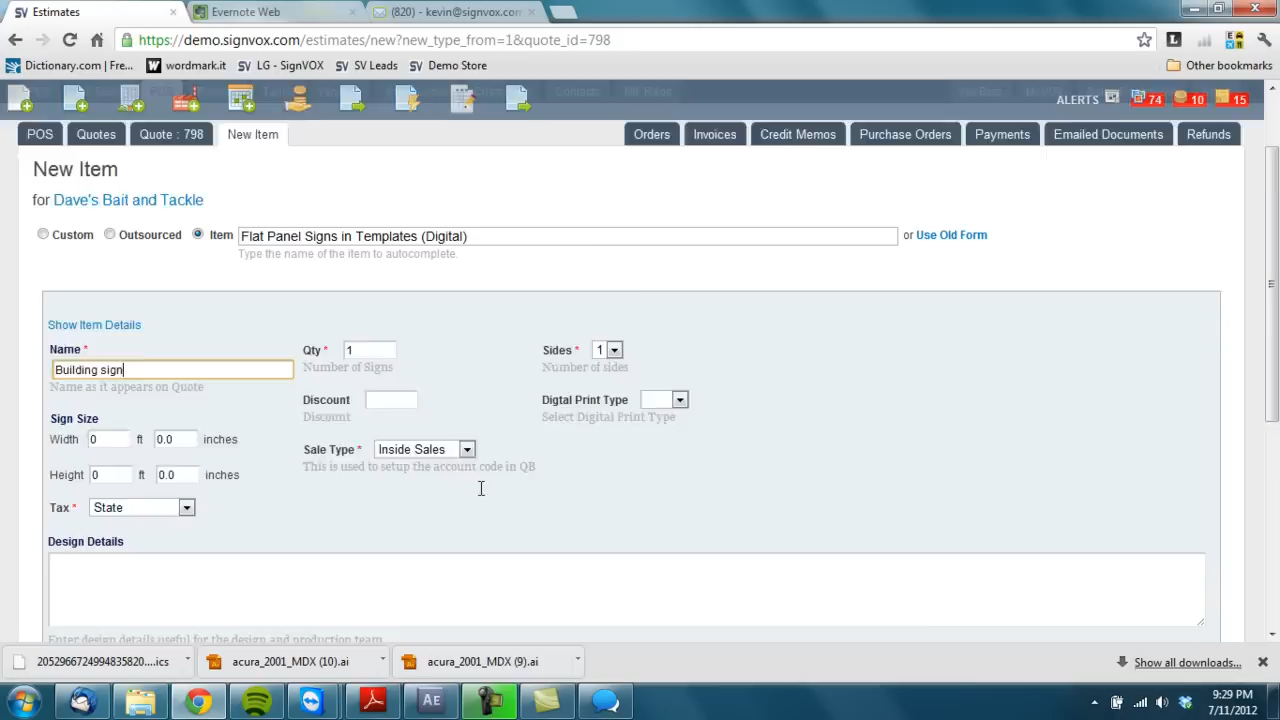 SV Estimates
Evernote Web
(820) - kevin@signvox.com
https://demo.signvox.com/estimates/new?new_type_from=1&quote_id=798
Dictionary.com | Fre...
W wordmark.it
SV LG - SignVOX
SV SV Leads
SV Demo Store
Other bookmarks
ALERTS 74 10 15
POS
Quotes
Quote : 798
New Item
Orders
Invoices
Credit Memos
Purchase Orders
Payments
Emailed Documents
Refunds
New Item
for Dave's Bait and Tackle
Custom Outsourced Item Flat Panel Signs in Templates (Digital) or Use Old Form
Type the name of the item to autocomplete.
Show Item Details
Name * Qty * 1 Sides * 1
Building sign Number of Signs Number of sides
Name as it appears on Quote
Discount Digtal Print Type
Discount Select Digital Print Type
Sign Size
Width 0 ft 0.0 inches
Sale Type * Inside Sales
This is used to setup the account code in QB
Height 0 ft 0.0 inches
Tax * State
Design Details
Enter design details useful for the design and production team.
2052966724994835820....ics
acura_2001_MDX (10).ai
acura_2001_MDX (9).ai
Show all downloads...
Ae
9:29 PM
7/11/2012